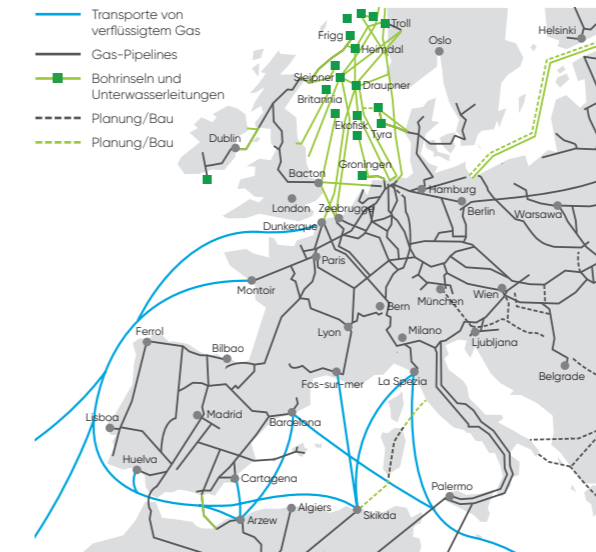 Transporte von
verflüssigtem Gas
Gas-Pipelines
Bohrinseln und
Unterwasserleitungen
Planung/Bau
Planung/Bau
Troll
Frigg
Heimdal
Oslo
Helsinki
Sleipner
Draupner
Britannia
Ekofisk
Tyra
Dublin
Groningen
Bacton
Hamburg
London
Zeebrugge
Berlin
Warszawa
Dunkerque
Paris
Montoir
Bern
München
Wien
Ferrol
Lyon
Milano
Ljubljana
Bilbao
Fos-sur-mer
La Spezia
Belgrade
Lisboa
Madrid
Barcelona
Huelva
Cartagena
Palermo
Arzew
Algiers
Skikda